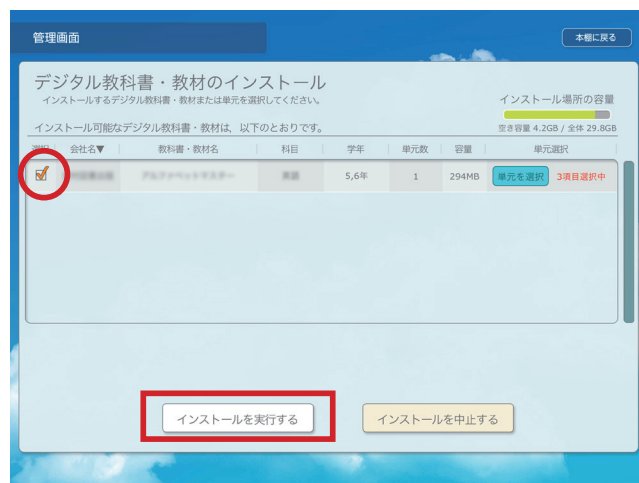 管理画面
本棚に戻る
デジタル教科書・教材のインストール
インストールするデジタル教科書・教材または単元を選択してください。
インストール場所の容量
空き容量 4.2GB / 全体 29.8GB
インストール可能なデジタル教科書・教材は、以下のとおりです。
選択 会社名▼ 教科書・教材名 科目 学年 単元数 容量 単元選択
5,6年 1 294MB 単元を選択 3項目選択中
インストールを実行する
インストールを中止する